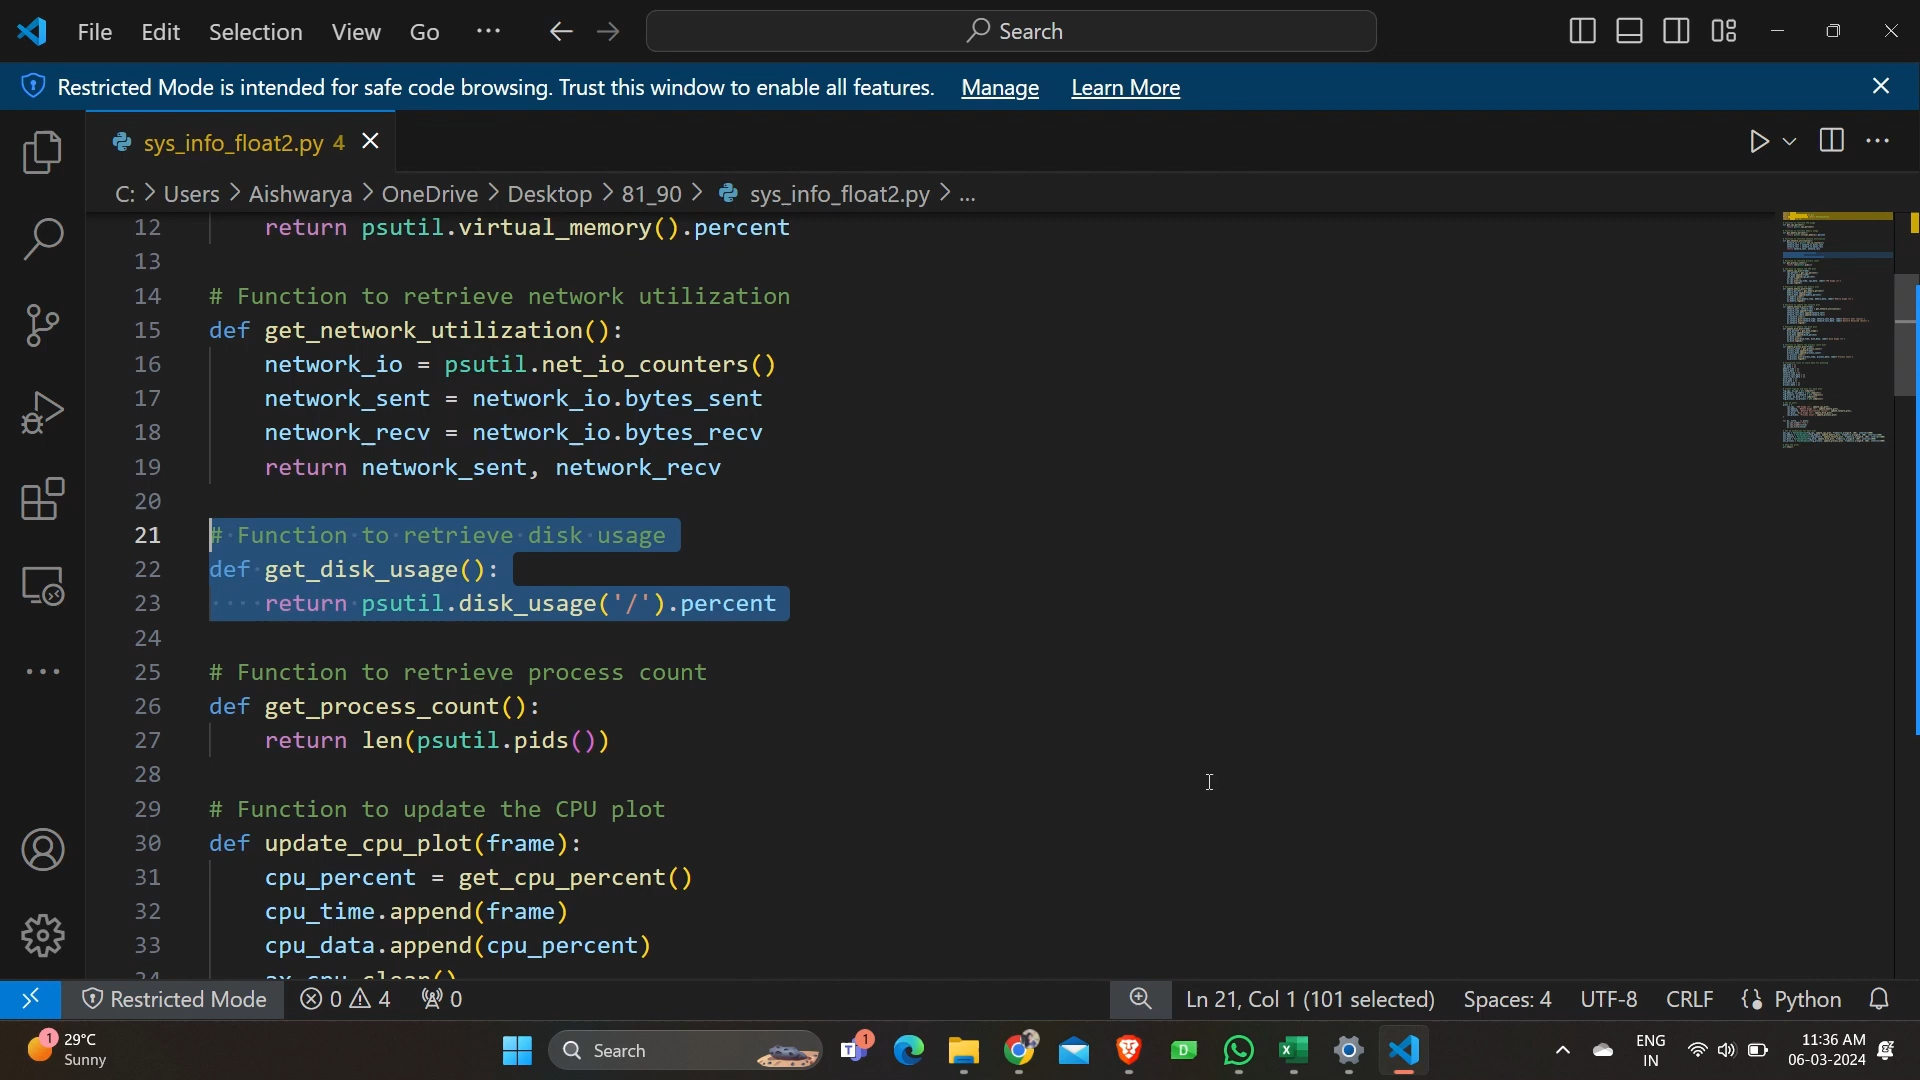 File Edit Selection View Go ··· Search
Restricted Mode is intended for safe code browsing. Trust this window to enable all features. Manage Learn More
sys_info_float2.py 4
C: > Users > Aishwarya > OneDrive > Desktop > 81_90 > sys_info_float2.py > ...
12 return psutil.virtual_memory().percent
13
14 # Function to retrieve network utilization
15 def get_network_utilization():
16 network_io = psutil.net_io_counters()
17 network_sent = network_io.bytes_sent
18 network_recv = network_io.bytes_recv
19 return network_sent, network_recv
20
21 # Function to retrieve disk usage
22 def get_disk_usage():
23 return psutil.disk_usage('/').percent
24
25 # Function to retrieve process count
26 def get_process_count():
27 return len(psutil.pids())
28
29 # Function to update the CPU plot
30 def update_cpu_plot(frame):
31 cpu_percent = get_cpu_percent()
32 cpu_time.append(frame)
33 cpu_data.append(cpu_percent)
34 ax_cpu.clear()
Restricted Mode 0 4 0 Ln 21, Col 1 (101 selected) Spaces: 4 UTF-8 CRLF Python
1 29°C Sunny Search 1 D ENG IN 11:36 AM 06-03-2024